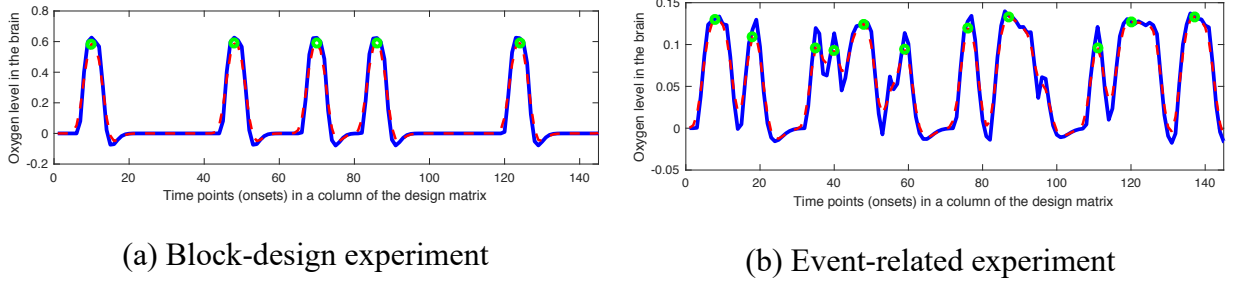 Oxygen level in the brain
0.8
0.6
0.4
0.2
0
-0.2
0 20 40 60 80 100 120 140
Time points (onsets) in a column of the design matrix
(a) Block-design experiment
Oxygen level in the brain
0.15
0.1
0.05
0
-0.05
0 20 40 60 80 100 120 140
Time points (onsets) in a column of the design matrix
(b) Event-related experiment